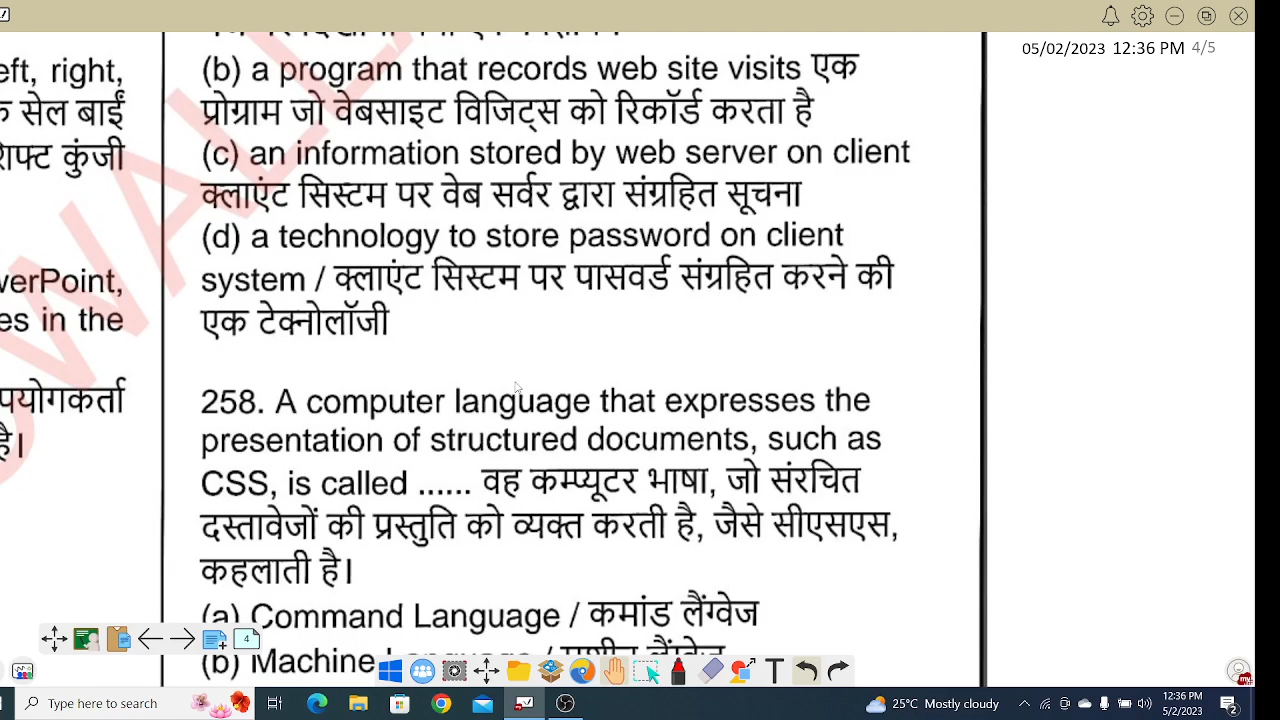 05/02/2023 12:36 PM 4/5
eft, right,
सेल बाईं
शिफ्ट कुंजी
werPoint,
es in the
पयोगकर्ता
है।
(b) a program that records web site visits एक
प्रोग्राम जो वेबसाइट विजिट्स को रिकॉर्ड करता है
(c) an information stored by web server on client
क्लाएंट सिस्टम पर वेब सर्वर द्वारा संग्रहित सूचना
(d) a technology to store password on client
system / क्लाएंट सिस्टम पर पासवर्ड संग्रहित करने की
एक टेक्नोलॉजी
258. A computer language that expresses the
presentation of structured documents, such as
CSS, is called ...... वह कम्प्यूटर भाषा, जो संरचित
दस्तावेजों की प्रस्तुति को व्यक्त करती है, जैसे सीएसएस,
कहलाती है।
(a) Command Language / कमांड लैंग्वेज
(b) Machine
4
Type here to search
25°C Mostly cloudy
12:36 PM
5/2/2023
2